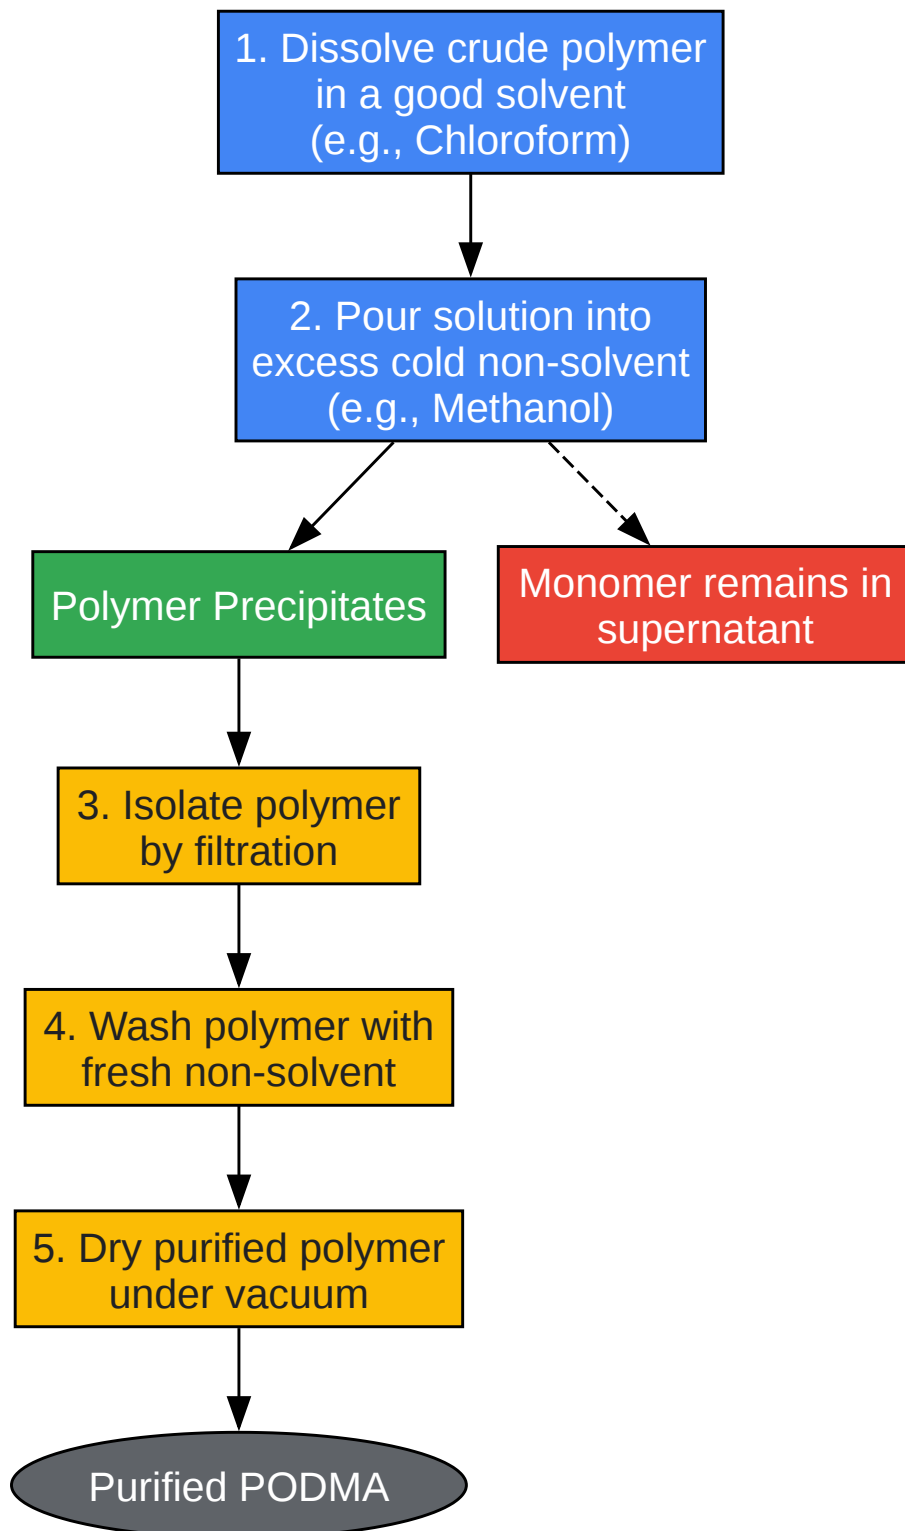 1. Dissolve crude polymer
in a good solvent
(e.g., Chloroform)
2. Pour solution into
excess cold non-solvent
(e.g., Methanol)
Polymer Precipitates
Monomer remains in
supernatant
3. Isolate polymer
by filtration
4. Wash polymer with
fresh non-solvent
5. Dry purified polymer
under vacuum
Purified PODMA